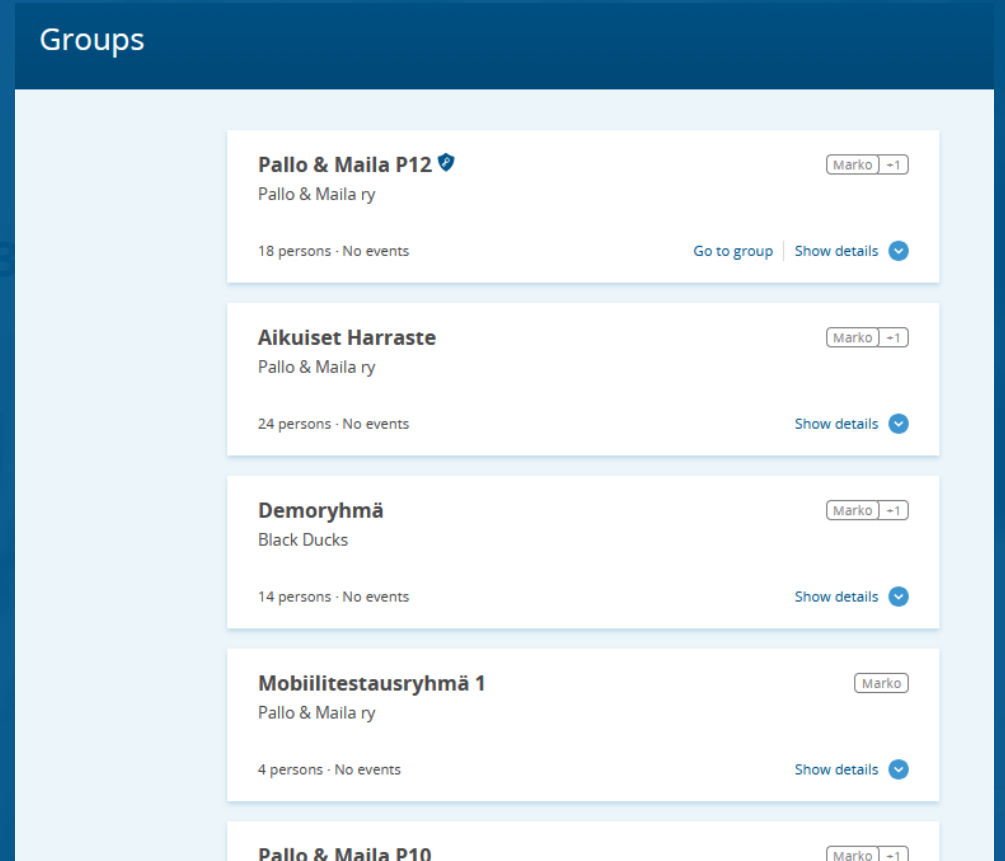 Groups
Pallo & Maila P12
Marko +1
Pallo & Maila ry
18 persons · No events
Go to group
Show details
Aikuiset Harraste
Marko +1
Pallo & Maila ry
24 persons · No events
Show details
Demoryhmä
Marko +1
Black Ducks
14 persons · No events
Show details
Mobiilitestausryhmä 1
Marko
Pallo & Maila ry
4 persons · No events
Show details
Pallo & Maila P10
Marko +1